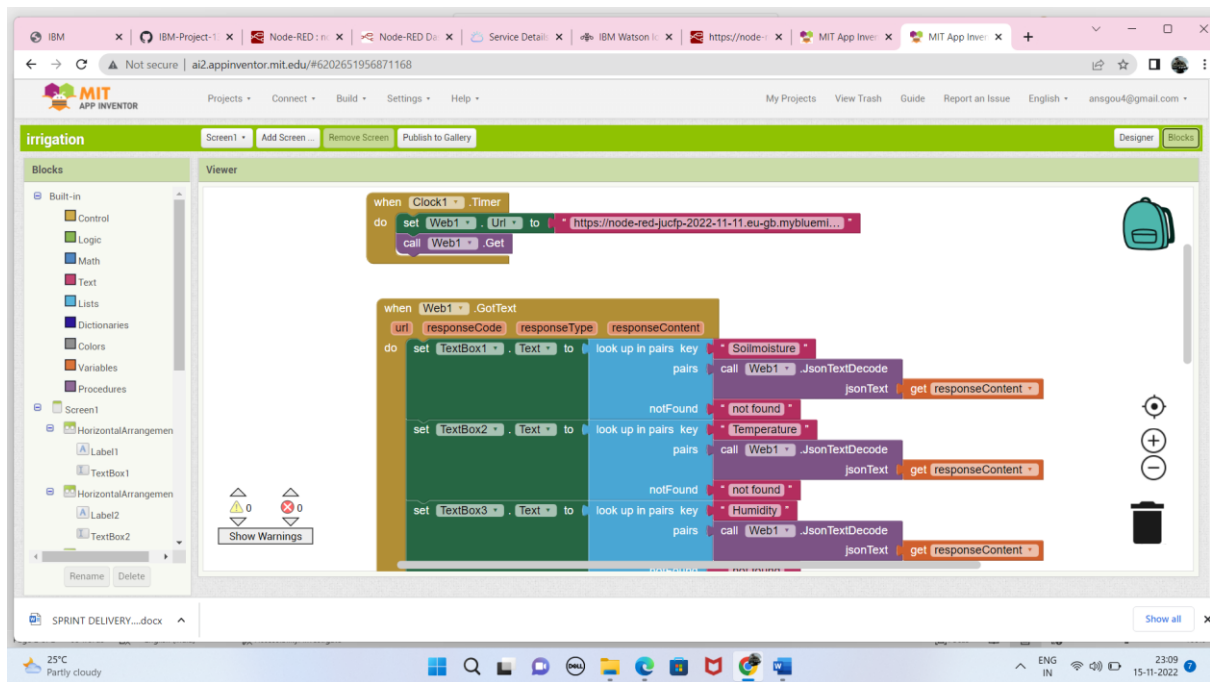 IBM
IBM-Project-1
Node-RED : no
Node-RED Da
Service Details
IBM Watson Io
https://node-r
MIT App Inven
MIT App Inven
Not secure | ai2.appinventor.mit.edu/#6202651956871168
MIT
APP INVENTOR
Projects Connect Build Settings Help My Projects View Trash Guide Report an Issue English ansgou4@gmail.com
irrigation Screen1 Add Screen ... Remove Screen Publish to Gallery Designer Blocks
Blocks
Built-in
Control
Logic
Math
Text
Lists
Dictionaries
Colors
Variables
Procedures
Screen1
HorizontalArrangemen
Label1
TextBox1
HorizontalArrangemen
Label2
TextBox2
Rename Delete
Viewer
when Clock1 .Timer
do set Web1 . Url to " https://node-red-jucfp-2022-11-11.eu-gb.mybluemi... "
call Web1 .Get
when Web1 .GotText
url responseCode responseType responseContent
do set TextBox1 . Text to look up in pairs key " Soilmoisture "
pairs call Web1 .JsonTextDecode
jsonText get responseContent
notFound " not found "
set TextBox2 . Text to look up in pairs key " Temperature "
pairs call Web1 .JsonTextDecode
jsonText get responseContent
notFound " not found "
set TextBox3 . Text to look up in pairs key " Humidity "
pairs call Web1 .JsonTextDecode
jsonText get responseContent
0 0
Show Warnings
SPRINT DELIVERY....docx Show all
25°C
Partly cloudy
DELL
ENG
IN
23:09
15-11-2022
7